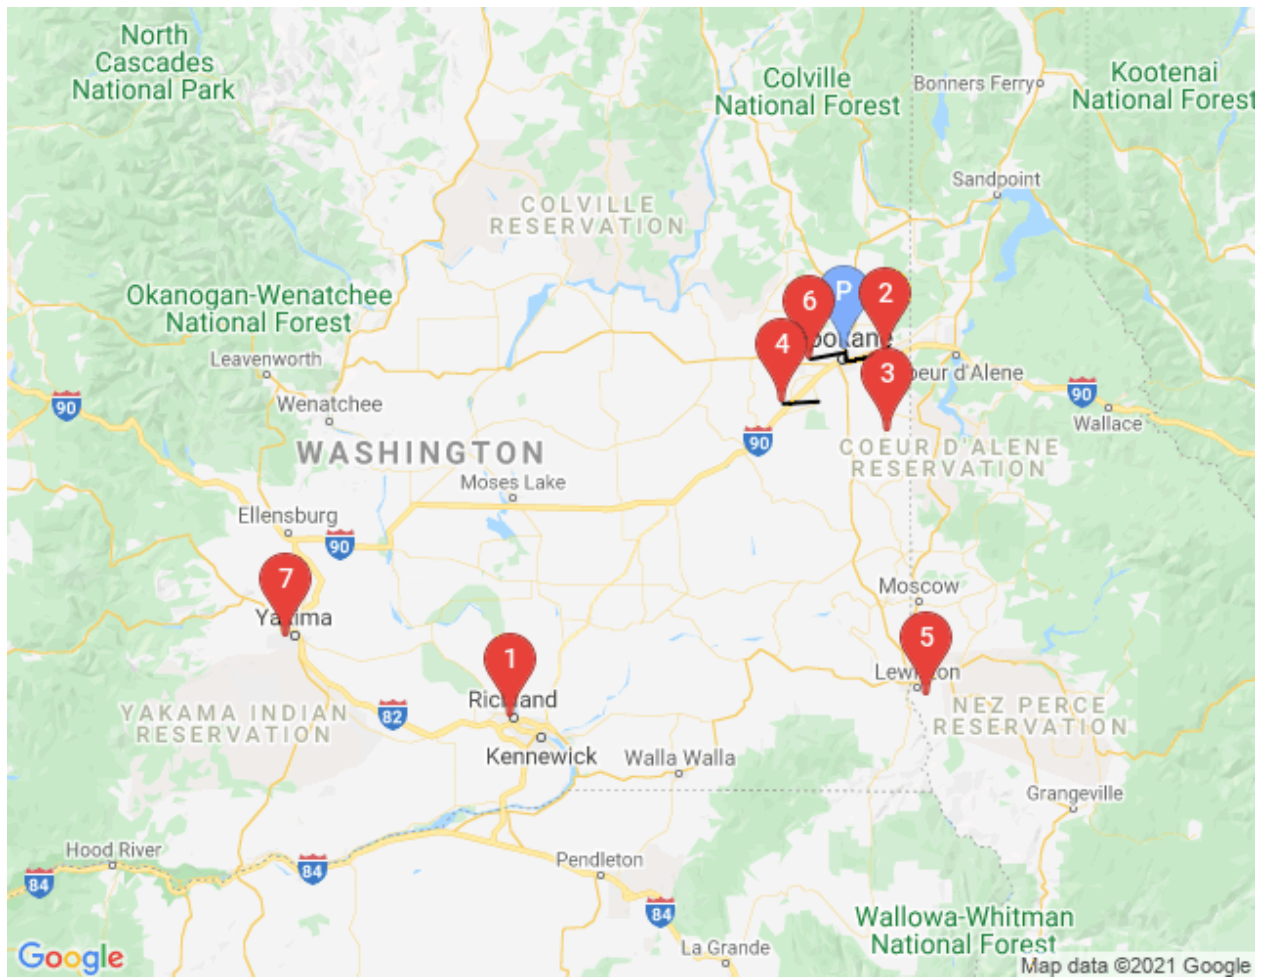 North
Cascades
National Park
Colville
National Forest
Bonners Ferry
Kootenai
National Forest
Sandpoint
COLVILLE
RESERVATION
Okanogan-Wenatchee
National Forest
P
2
6
4
3
Leavenworth
Wenatchee
90
90
Wallace
WASHINGTON
90
COEUR D'ALENE
RESERVATION
Moses Lake
Ellensburg
90
7
Moscow
5
1
YAKAMA INDIAN
RESERVATION
82
NEZ PERCE
RESERVATION
Kennewick
Walla Walla
Grangeville
Hood River
84
84
Pendleton
84
Wallowa-Whitman
National Forest
La Grande
Google
Map data ©2021 Google